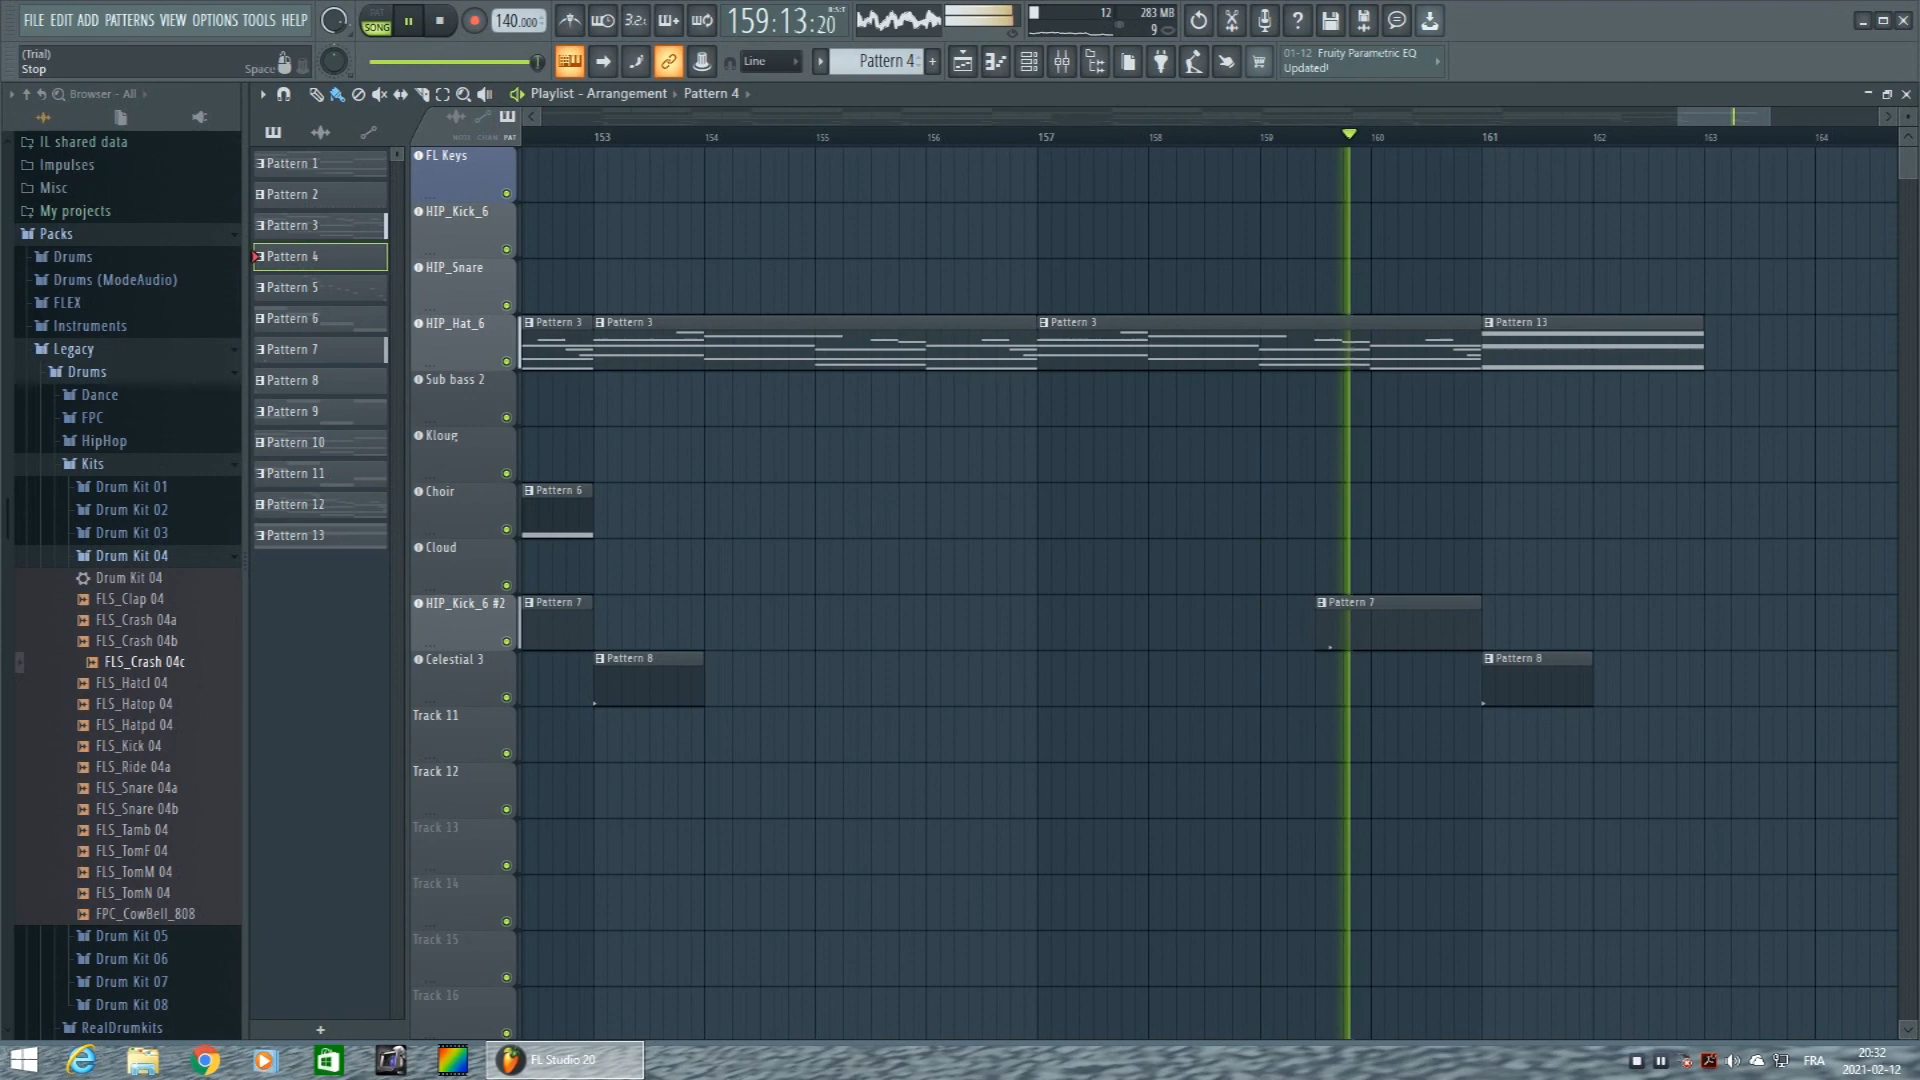 FILE EDIT ADD PATTERNS VIEW OPTIONS TOOLS HELP
PAT
SONG
140.000
3.2.
159:13:20
B:S:T
12
283 MB
9
(Trial)
Stop
Space
Line
Pattern 4
01-12 Fruity Parametric EQ
Updated!
Browser - All
Playlist - Arrangement
Pattern 4
NOTE CHAN PAT
153
154
155
156
157
158
159
160
161
162
163
164
IL shared data
Impulses
Misc
My projects
Packs
Drums
Drums (ModeAudio)
FLEX
Instruments
Legacy
Drums
Dance
FPC
HipHop
Kits
Drum Kit 01
Drum Kit 02
Drum Kit 03
Drum Kit 04
Drum Kit 04
FLS_Clap 04
FLS_Crash 04a
FLS_Crash 04b
FLS_Crash 04c
FLS_Hatcl 04
FLS_Hatop 04
FLS_Hatpd 04
FLS_Kick 04
FLS_Ride 04a
FLS_Snare 04a
FLS_Snare 04b
FLS_Tamb 04
FLS_TomF 04
FLS_TomM 04
FLS_TomN 04
FPC_CowBell_808
Drum Kit 05
Drum Kit 06
Drum Kit 07
Drum Kit 08
RealDrumkits
Pattern 1
Pattern 2
Pattern 3
Pattern 4
Pattern 5
Pattern 6
Pattern 7
Pattern 8
Pattern 9
Pattern 10
Pattern 11
Pattern 12
Pattern 13
+
FL Keys
HIP_Kick_6
HIP_Snare
HIP_Hat_6
Pattern 3
Pattern 3
Pattern 3
Pattern 13
Sub bass 2
Kloug
Choir
Pattern 6
Cloud
HIP_Kick_6 #2
Pattern 7
Pattern 7
Celestial 3
Pattern 8
Pattern 8
Track 11
Track 12
Track 13
Track 14
Track 15
Track 16
FL Studio 20
FRA
20:32
2021-02-12